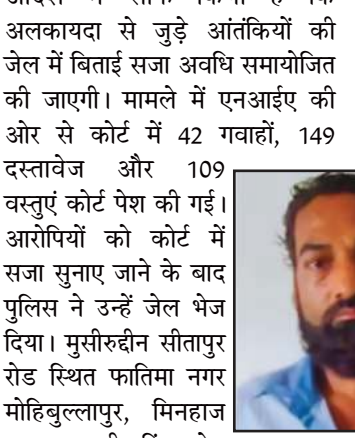 अलकायदा से जुड़े आंतकियों की
जेल में बिताई सजा अवधि समायोजित
की जाएगी। मामले में एनआईए की
ओर से कोर्ट में 42 गवाहों, 149
दस्तावेज और 109
वस्तुएं कोर्ट पेश की गई।
आरोपियों को कोर्ट में
सजा सुनाए जाने के बाद
पुलिस ने उन्हें जेल भेज
दिया। मुसीरुद्दीन सीतापुर
रोड स्थित फातिमा नगर
मोहिबुल्लापुर, मिनहाज